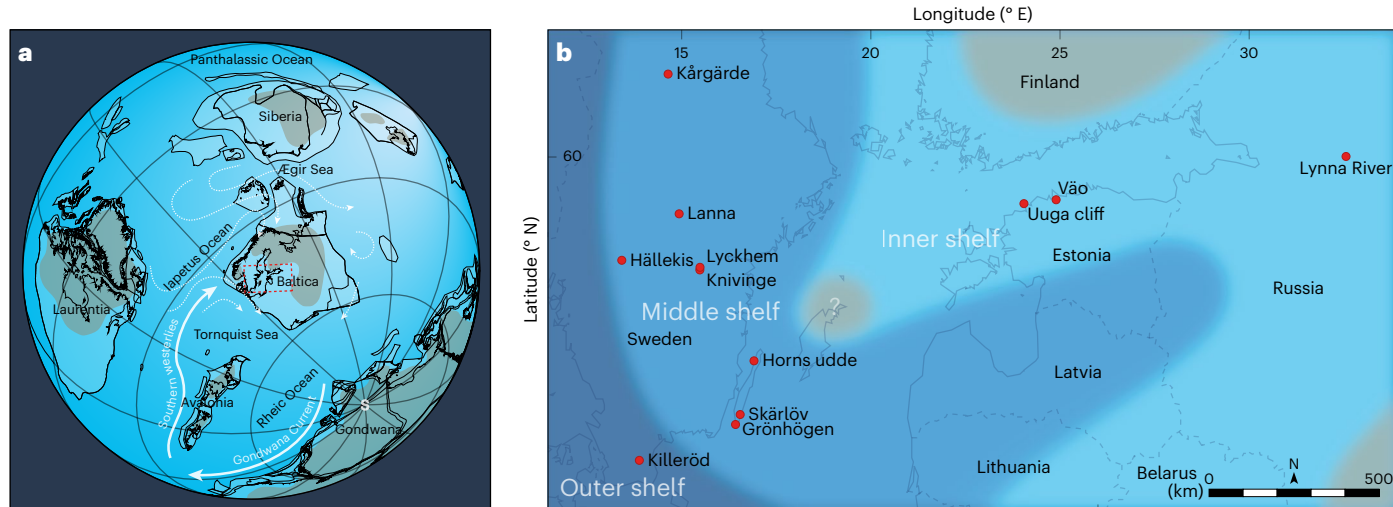 a
Panthalassic Ocean
Siberia
Ægir Sea
Iapetus Ocean
Baltica
Laurentia
Tornquist Sea
Southern westerlies
Avalonia
Rheic Ocean
Gondwana Current
S
Gondwana
Longitude (° E)
b
15
20
25
30
Latitude (° N)
60
Kårgärde
Finland
Lynna River
Väo
Uuga cliff
Lanna
Inner shelf
Estonia
Hällekis
Lyckhem
Knivinge
Russia
Middle shelf
?
Sweden
Horns udde
Latvia
Skärlöv
Grönhögen
Killeröd
Lithuania
Belarus
Outer shelf
(km)
0
N
500